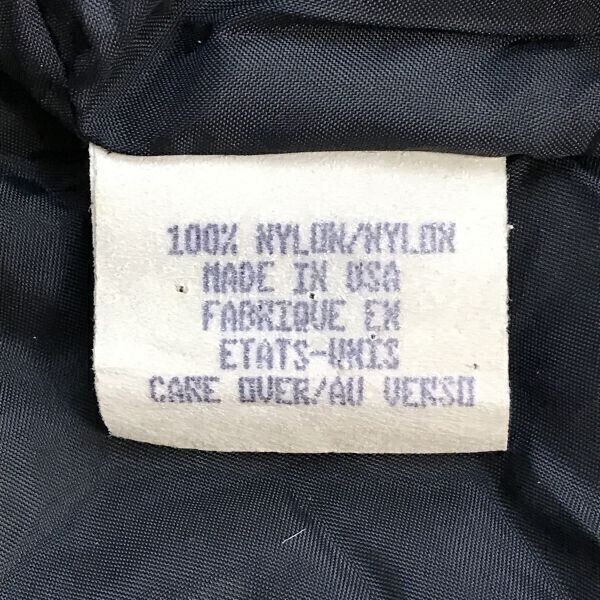 100% NYLON/NYLON
MADE IN USA
FABRIQUE EN
ETATS-UNIS
CARE OVER/AU VERSO